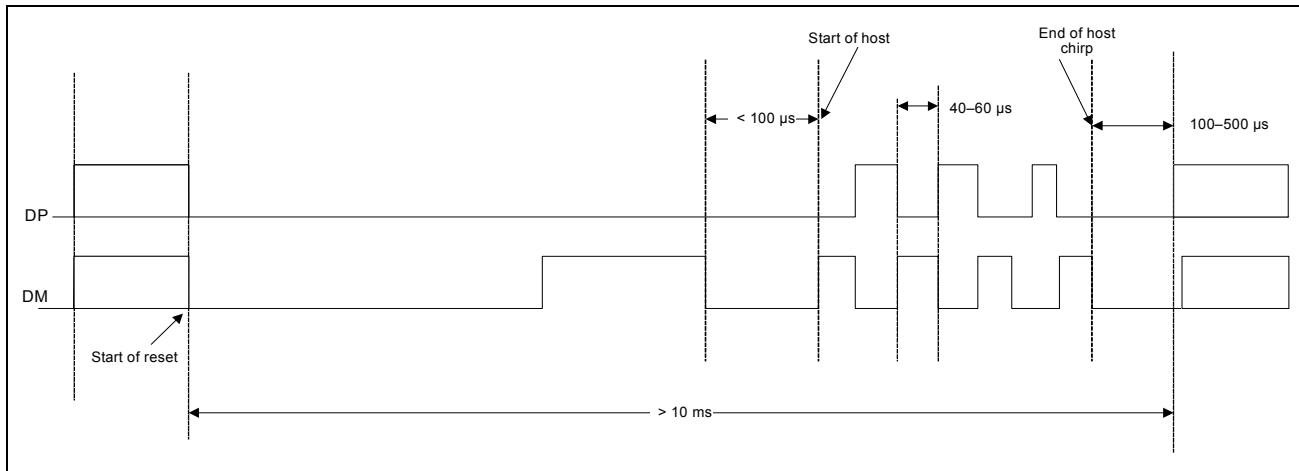 Start of host
End of host
chirp
< 100 µs
40–60 µs
100–500 µs
DP
DM
Start of reset
> 10 ms